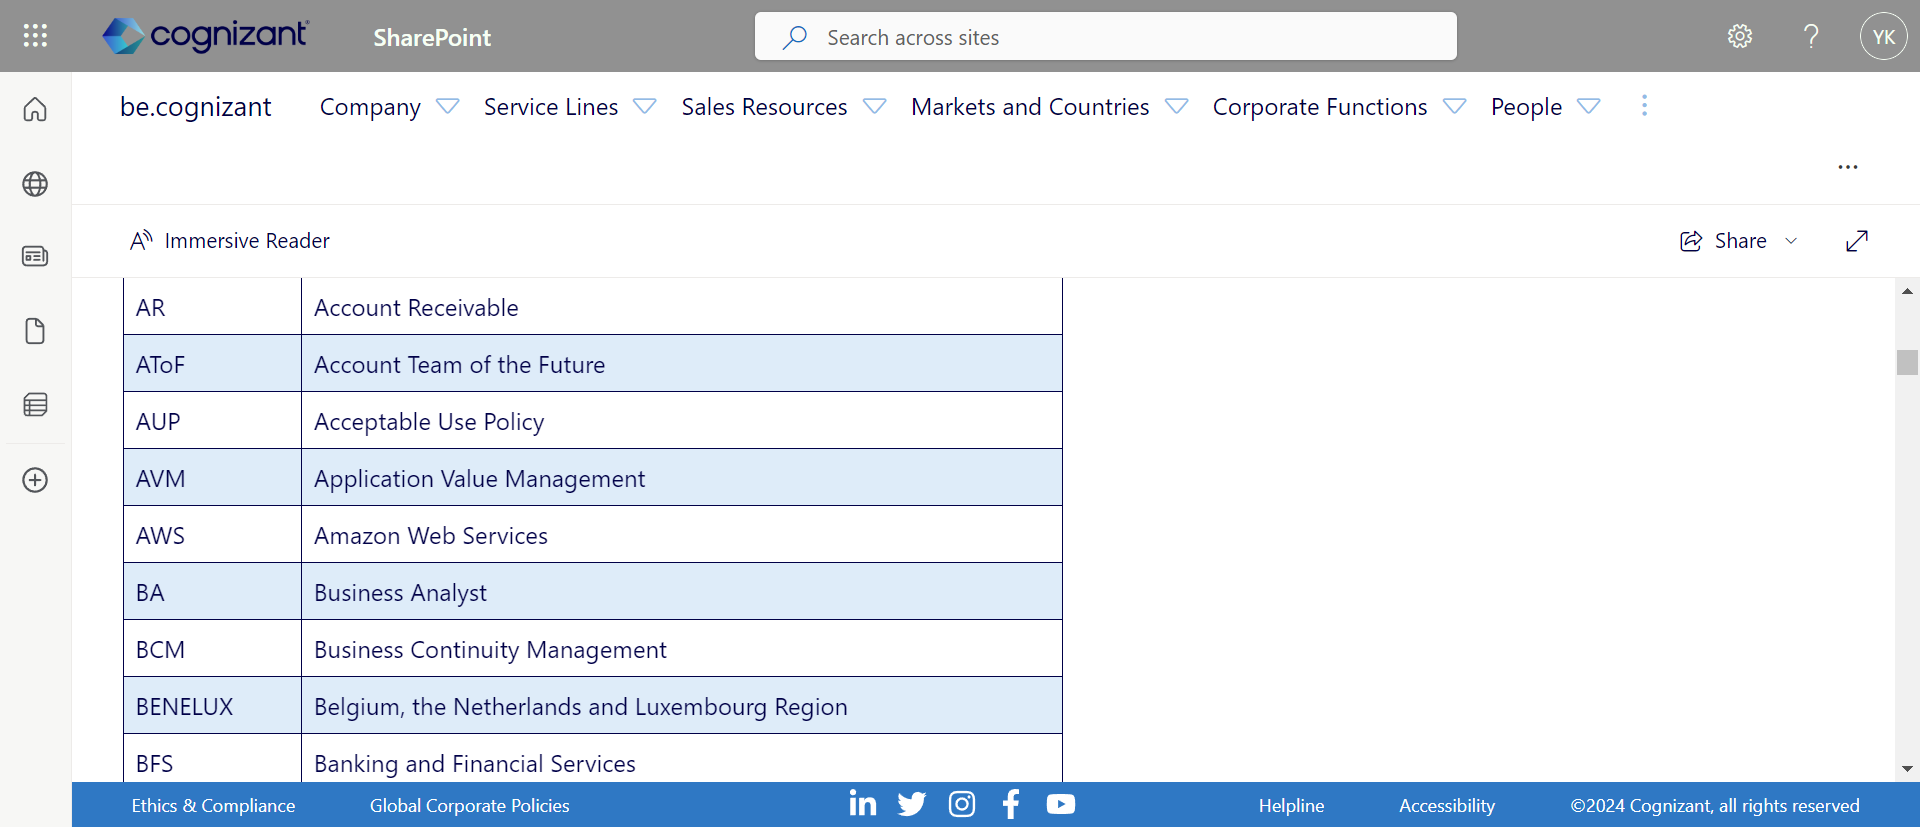 cognizant
SharePoint
Search across sites
YK
be.cognizant
Company
Service Lines
Sales Resources
Markets and Countries
Corporate Functions
People
Immersive Reader
Share
AR Account Receivable
AToF Account Team of the Future
AUP Acceptable Use Policy
AVM Application Value Management
AWS Amazon Web Services
BA Business Analyst
BCM Business Continuity Management
BENELUX Belgium, the Netherlands and Luxembourg Region
BFS Banking and Financial Services
Ethics & Compliance
Global Corporate Policies
Helpline
Accessibility
©2024 Cognizant, all rights reserved